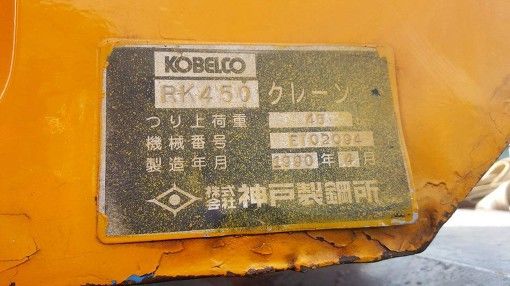 KOBELCO
RK450 クレーン
つり上荷重 45
機械番号
製造年月 1990 年 4 月
株式会社 神戸製鋼所